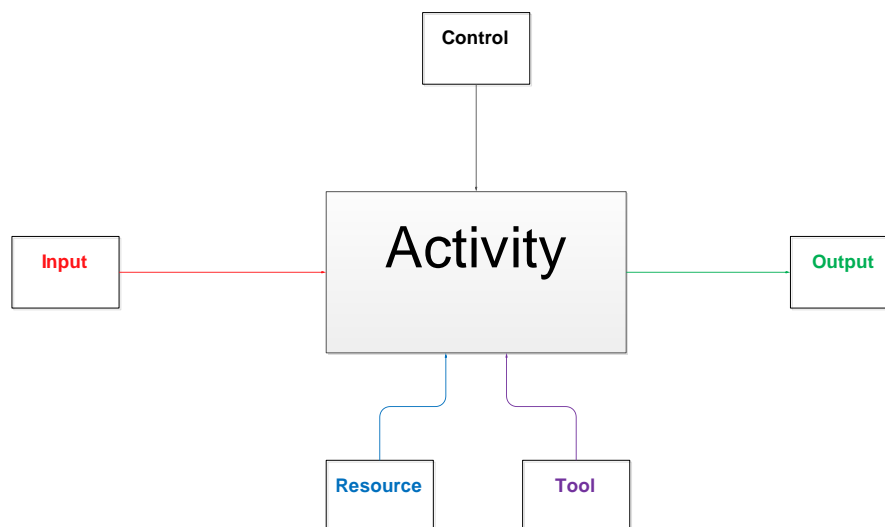 Control
Activity
Input
Output
Resource
Tool